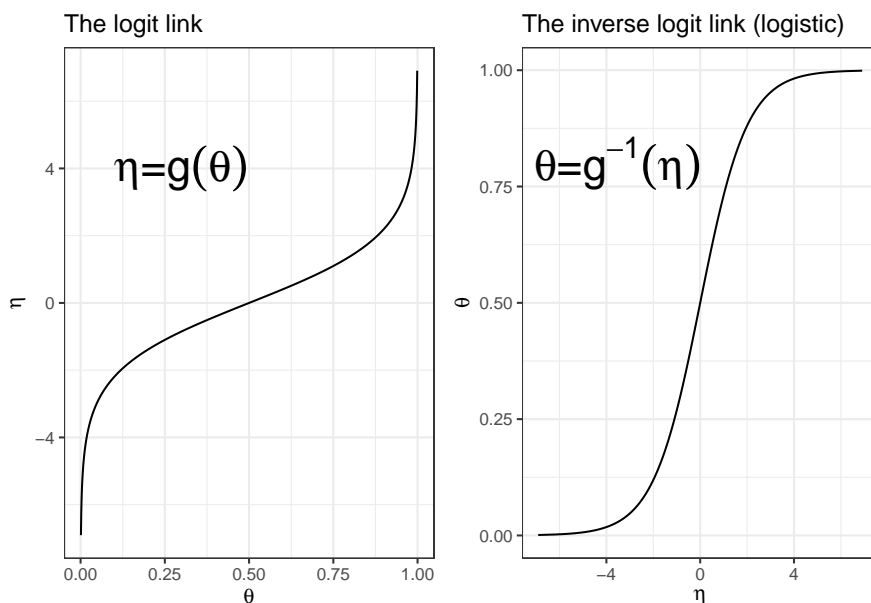 The logit link
η=g(θ)
4
0
−4
η
0.00 0.25 0.50 0.75 1.00
θ
The inverse logit link (logistic)
θ=g⁻¹(η)
1.00
0.75
0.50
0.25
0.00
θ
−4 0 4
η